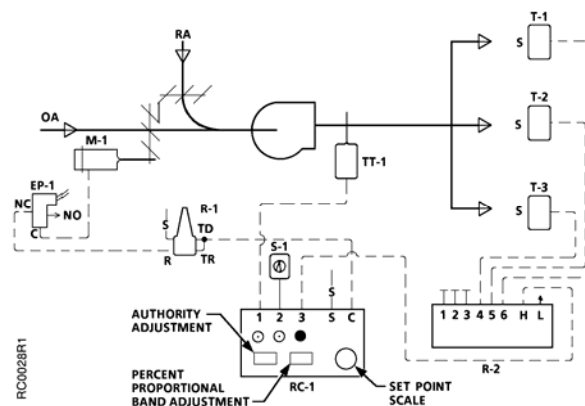 RA
T-1
S
OA
T-2
S
M-1
TT-1
EP-1
NC
NO
C
R-1
S
TD
R
TR
T-3
S
S-1
S
1 2 3 S C
1 2 3 4 5 6 H L
R-2
AUTHORITY
ADJUSTMENT
PERCENT
PROPORTIONAL
BAND ADJUSTMENT
RC-1
SET POINT
SCALE
RC0028R1